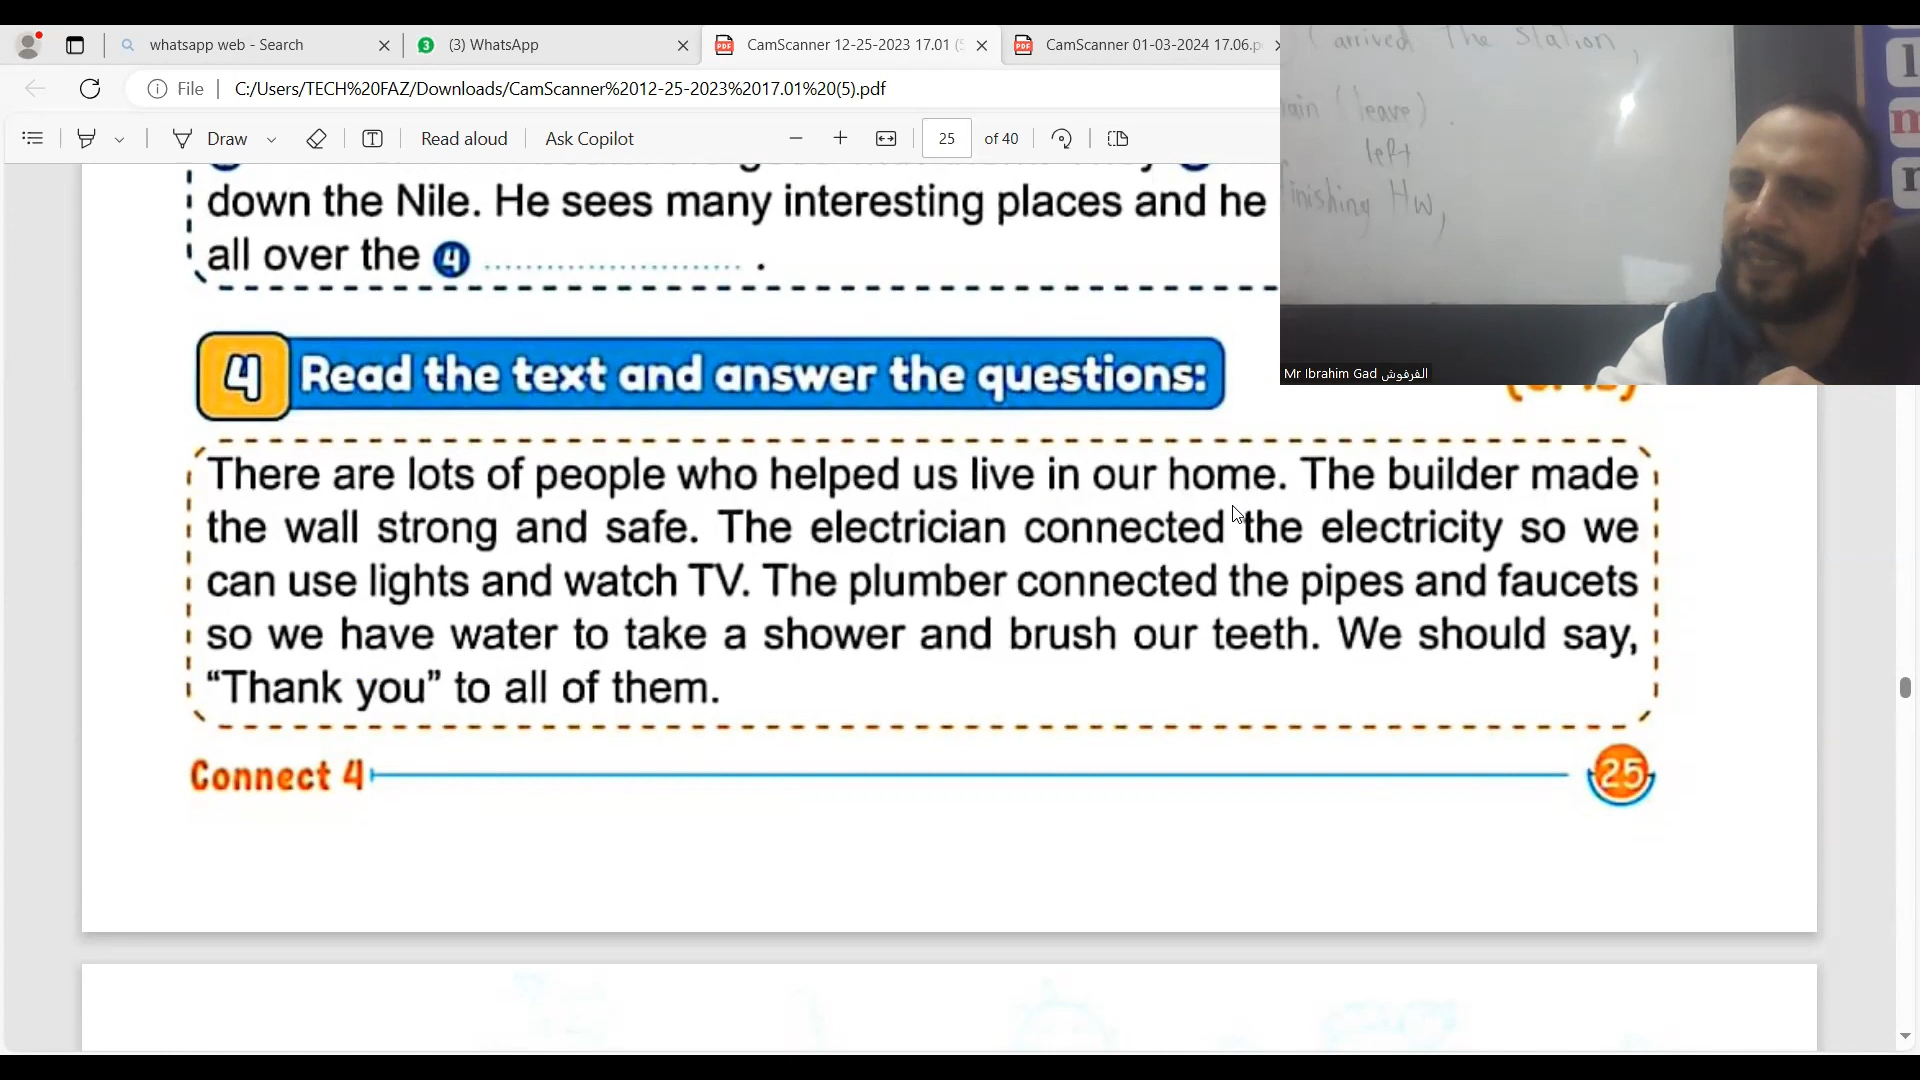 whatsapp web - Search
3 (3) WhatsApp
PDF CamScanner 12-25-2023 17.01 (
PDF CamScanner 01-03-2024 17.06.p
File C:/Users/TECH%20FAZ/Downloads/CamScanner%2012-25-2023%2017.01%20(5).pdf
Draw Read aloud Ask Copilot 25 of 40
down the Nile. He sees many interesting places and he
all over the 4 .......................... .
4 Read the text and answer the questions:
There are lots of people who helped us live in our home. The builder made
the wall strong and safe. The electrician connected the electricity so we
can use lights and watch TV. The plumber connected the pipes and faucets
so we have water to take a shower and brush our teeth. We should say,
“Thank you” to all of them.
Connect 4 25
arrived The Station,
(leave).
left
inishing HW,
Mr Ibrahim Gad الفرفوش